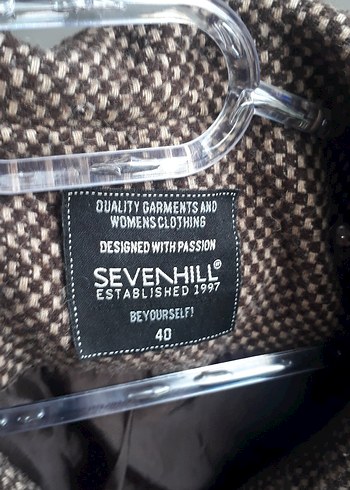 QUALITY GARMENTS AND
WOMENSCLOTHING
DESIGNED WITH PASSION
SEVENHILL®
ESTABLISHED 1997
BEYOURSELF!
40